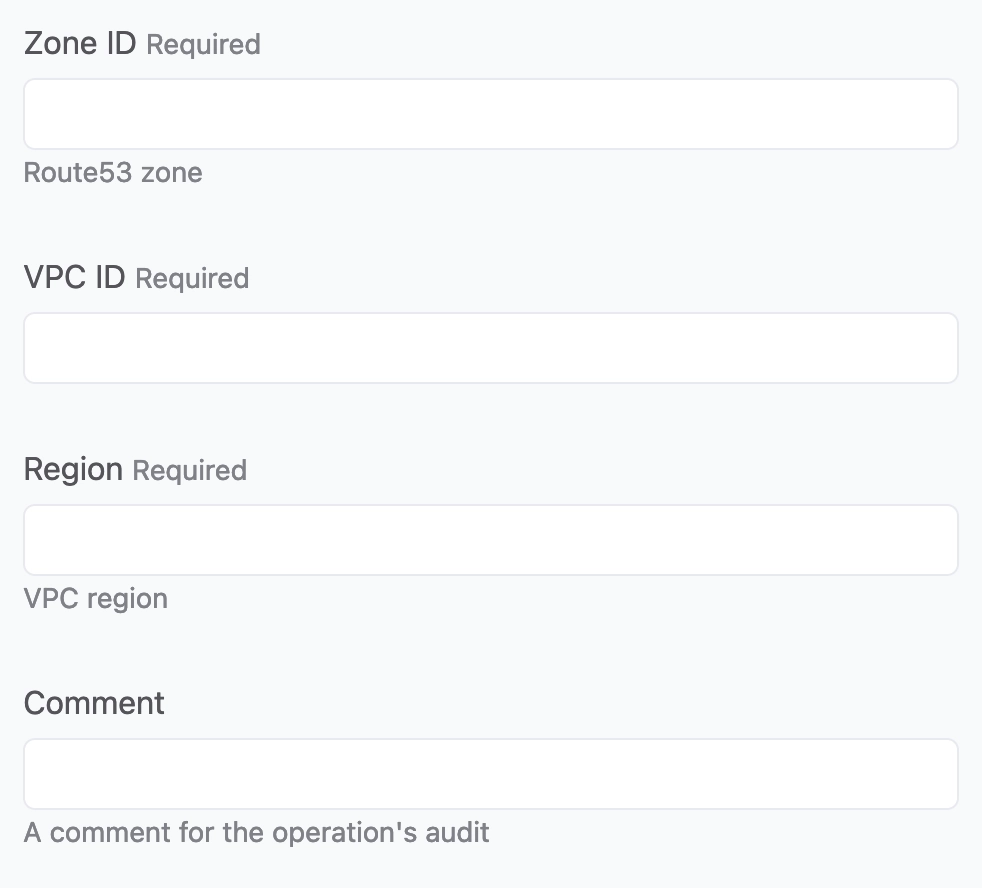 Zone ID Required
Route53 zone
VPC ID Required
Region Required
VPC region
Comment
A comment for the operation's audit